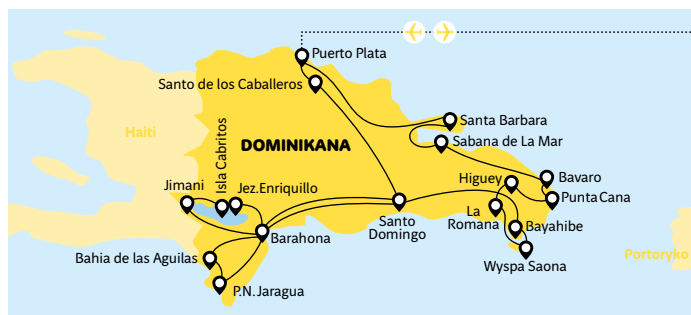 Puerto Plata
Santo de los Caballeros
Santa Barbara
Haiti
DOMINIKANA
Sabana de La Mar
Isla Cabritos
Jimani
Jez.Enriquillo
Higuey
Bavaro
Punta Cana
La
Romana
Santo
Domingo
Bayahibe
Barahona
Bahia de las Aguilas
Wyspa Saona
Portoryko
P.N.Jaragua